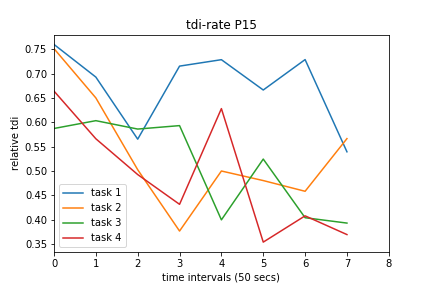 tdi-rate P15
relative tdi
0.75
0.70
0.65
0.60
0.55
0.50
0.45
0.40
0.35
task 1
task 2
task 3
task 4
0 1 2 3 4 5 6 7 8
time intervals (50 secs)